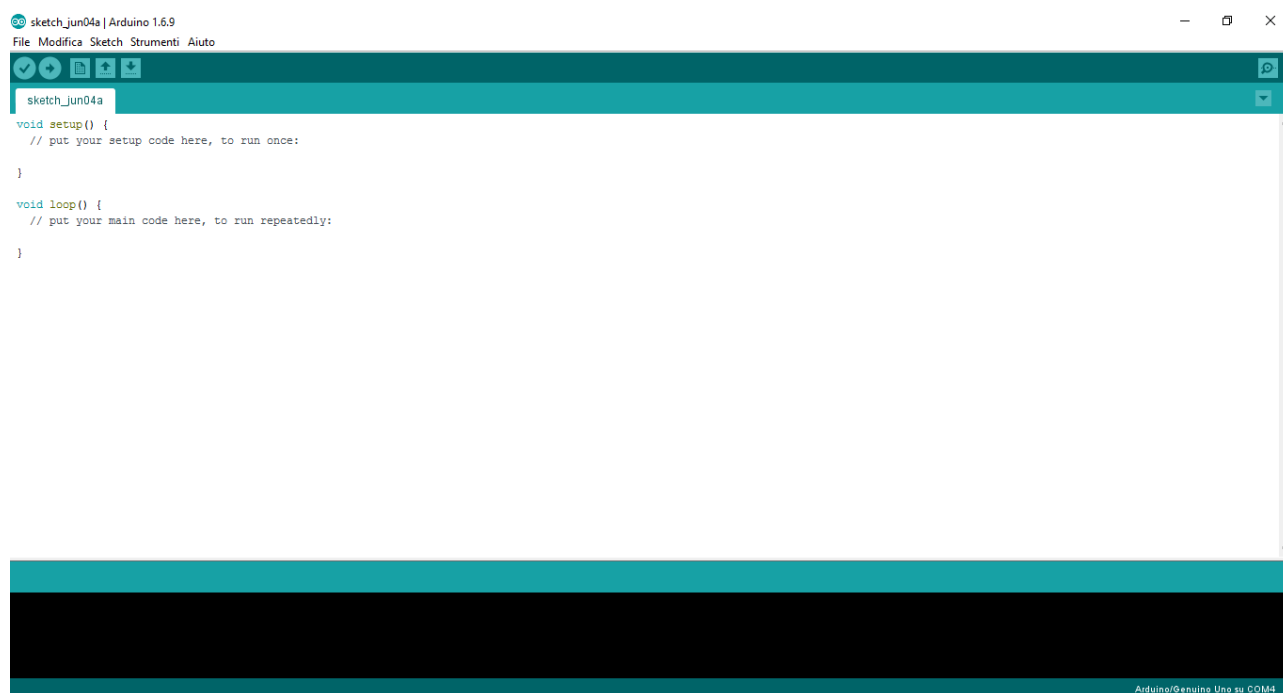 sketch_jun04a | Arduino 1.6.9
File Modifica Sketch Strumenti Aiuto
sketch_jun04a
void setup() {
  // put your setup code here, to run once:
}
void loop() {
  // put your main code here, to run repeatedly:
}
Arduino/Genuino Uno su COM4